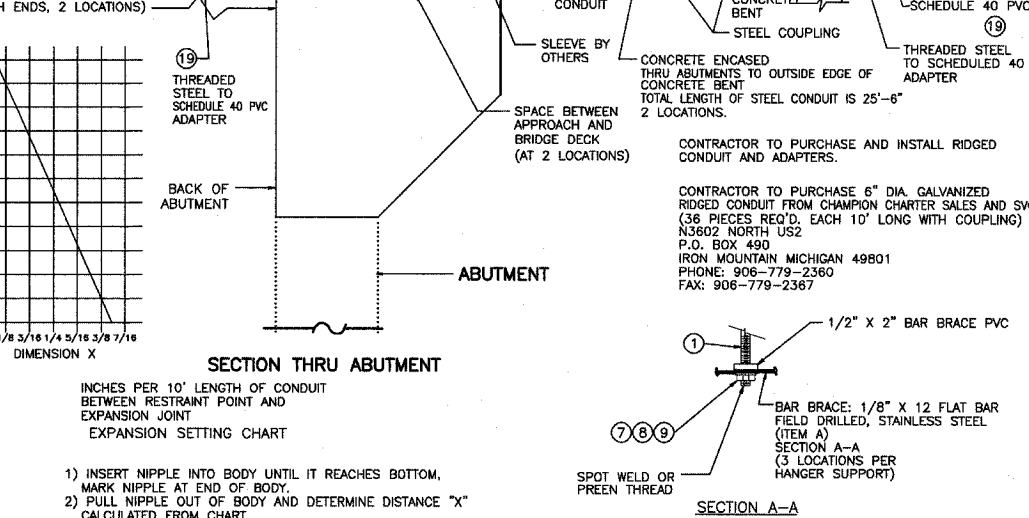 H ENDS, 2 LOCATIONS)
19
THREADED
STEEL TO
SCHEDULE 40 PVC
ADAPTER
BACK OF
ABUTMENT
CONDUIT
SLEEVE BY
OTHERS
SPACE BETWEEN
APPROACH AND
BRIDGE DECK
(AT 2 LOCATIONS)
CONCRETE
BENT
STEEL COUPLING
SCHEDULE 40 PVC
19
THREADED STEEL
TO SCHEDULED 40
ADAPTER
CONCRETE ENCASED
THRU ABUTMENTS TO OUTSIDE EDGE OF
CONCRETE BENT
TOTAL LENGTH OF STEEL CONDUIT IS 25'-6"
2 LOCATIONS.
CONTRACTOR TO PURCHASE AND INSTALL RIDGED
CONDUIT AND ADAPTERS.
CONTRACTOR TO PURCHASE 6" DIA. GALVANIZED
RIDGED CONDUIT FROM CHAMPION CHARTER SALES AND SV
(36 PIECES REQ'D. EACH 10' LONG WITH COUPLING)
N3602 NORTH US2
P.O. BOX 490
IRON MOUNTAIN MICHIGAN 49801
PHONE: 906-779-2360
FAX: 906-779-2367
ABUTMENT
1/8 3/16 1/4 5/16 3/8 7/16
DIMENSION X
SECTION THRU ABUTMENT
INCHES PER 10' LENGTH OF CONDUIT
BETWEEN RESTRAINT POINT AND
EXPANSION JOINT
EXPANSION SETTING CHART
1) INSERT NIPPLE INTO BODY UNTIL IT REACHES BOTTOM,
MARK NIPPLE AT END OF BODY.
2) PULL NIPPLE OUT OF BODY AND DETERMINE DISTANCE "X"
CALCULATED FROM CHART
1
1/2" X 2" BAR BRACE PVC
7 8 9
BAR BRACE: 1/8" X 12 FLAT BAR
FIELD DRILLED, STAINLESS STEEL
(ITEM A)
SECTION A-A
(3 LOCATIONS PER
HANGER SUPPORT)
SPOT WELD OR
PREEN THREAD
SECTION A-A